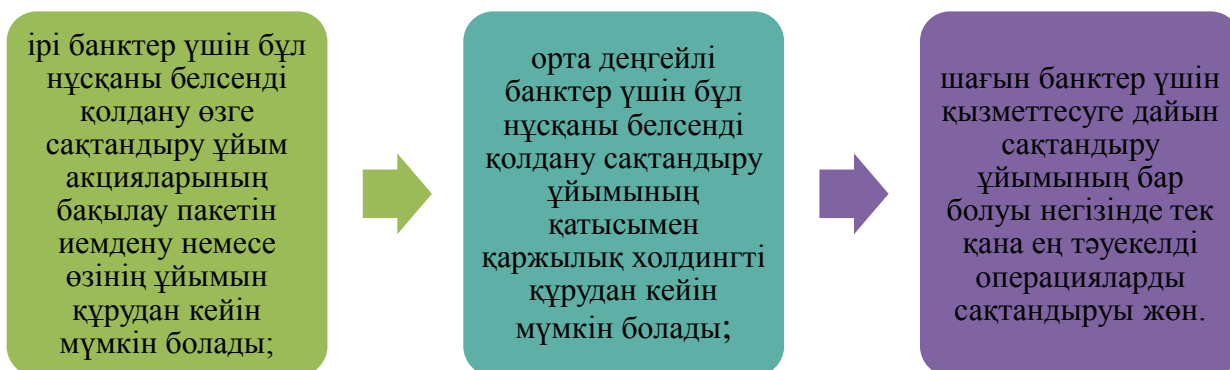 ірі банктер үшін бұл
нұсқаны белсенді
қолдану өзге
сақтандыру ұйым
акцияларының
бақылау пакетін
иемдену немесе
өзінің ұйымын
құрудан кейін
мүмкін болады;
орта деңгейлі
банктер үшін бұл
нұсқаны белсенді
қолдану сақтандыру
ұйымының
қатысымен
қаржылық холдингті
құрудан кейін
мүмкін болады;
шағын банктер үшін
қызметтесуге дайын
сақтандыру
ұйымының бар
болуы негізінде тек
қана ең тәуекелді
операцияларды
сақтандыруы жөн.